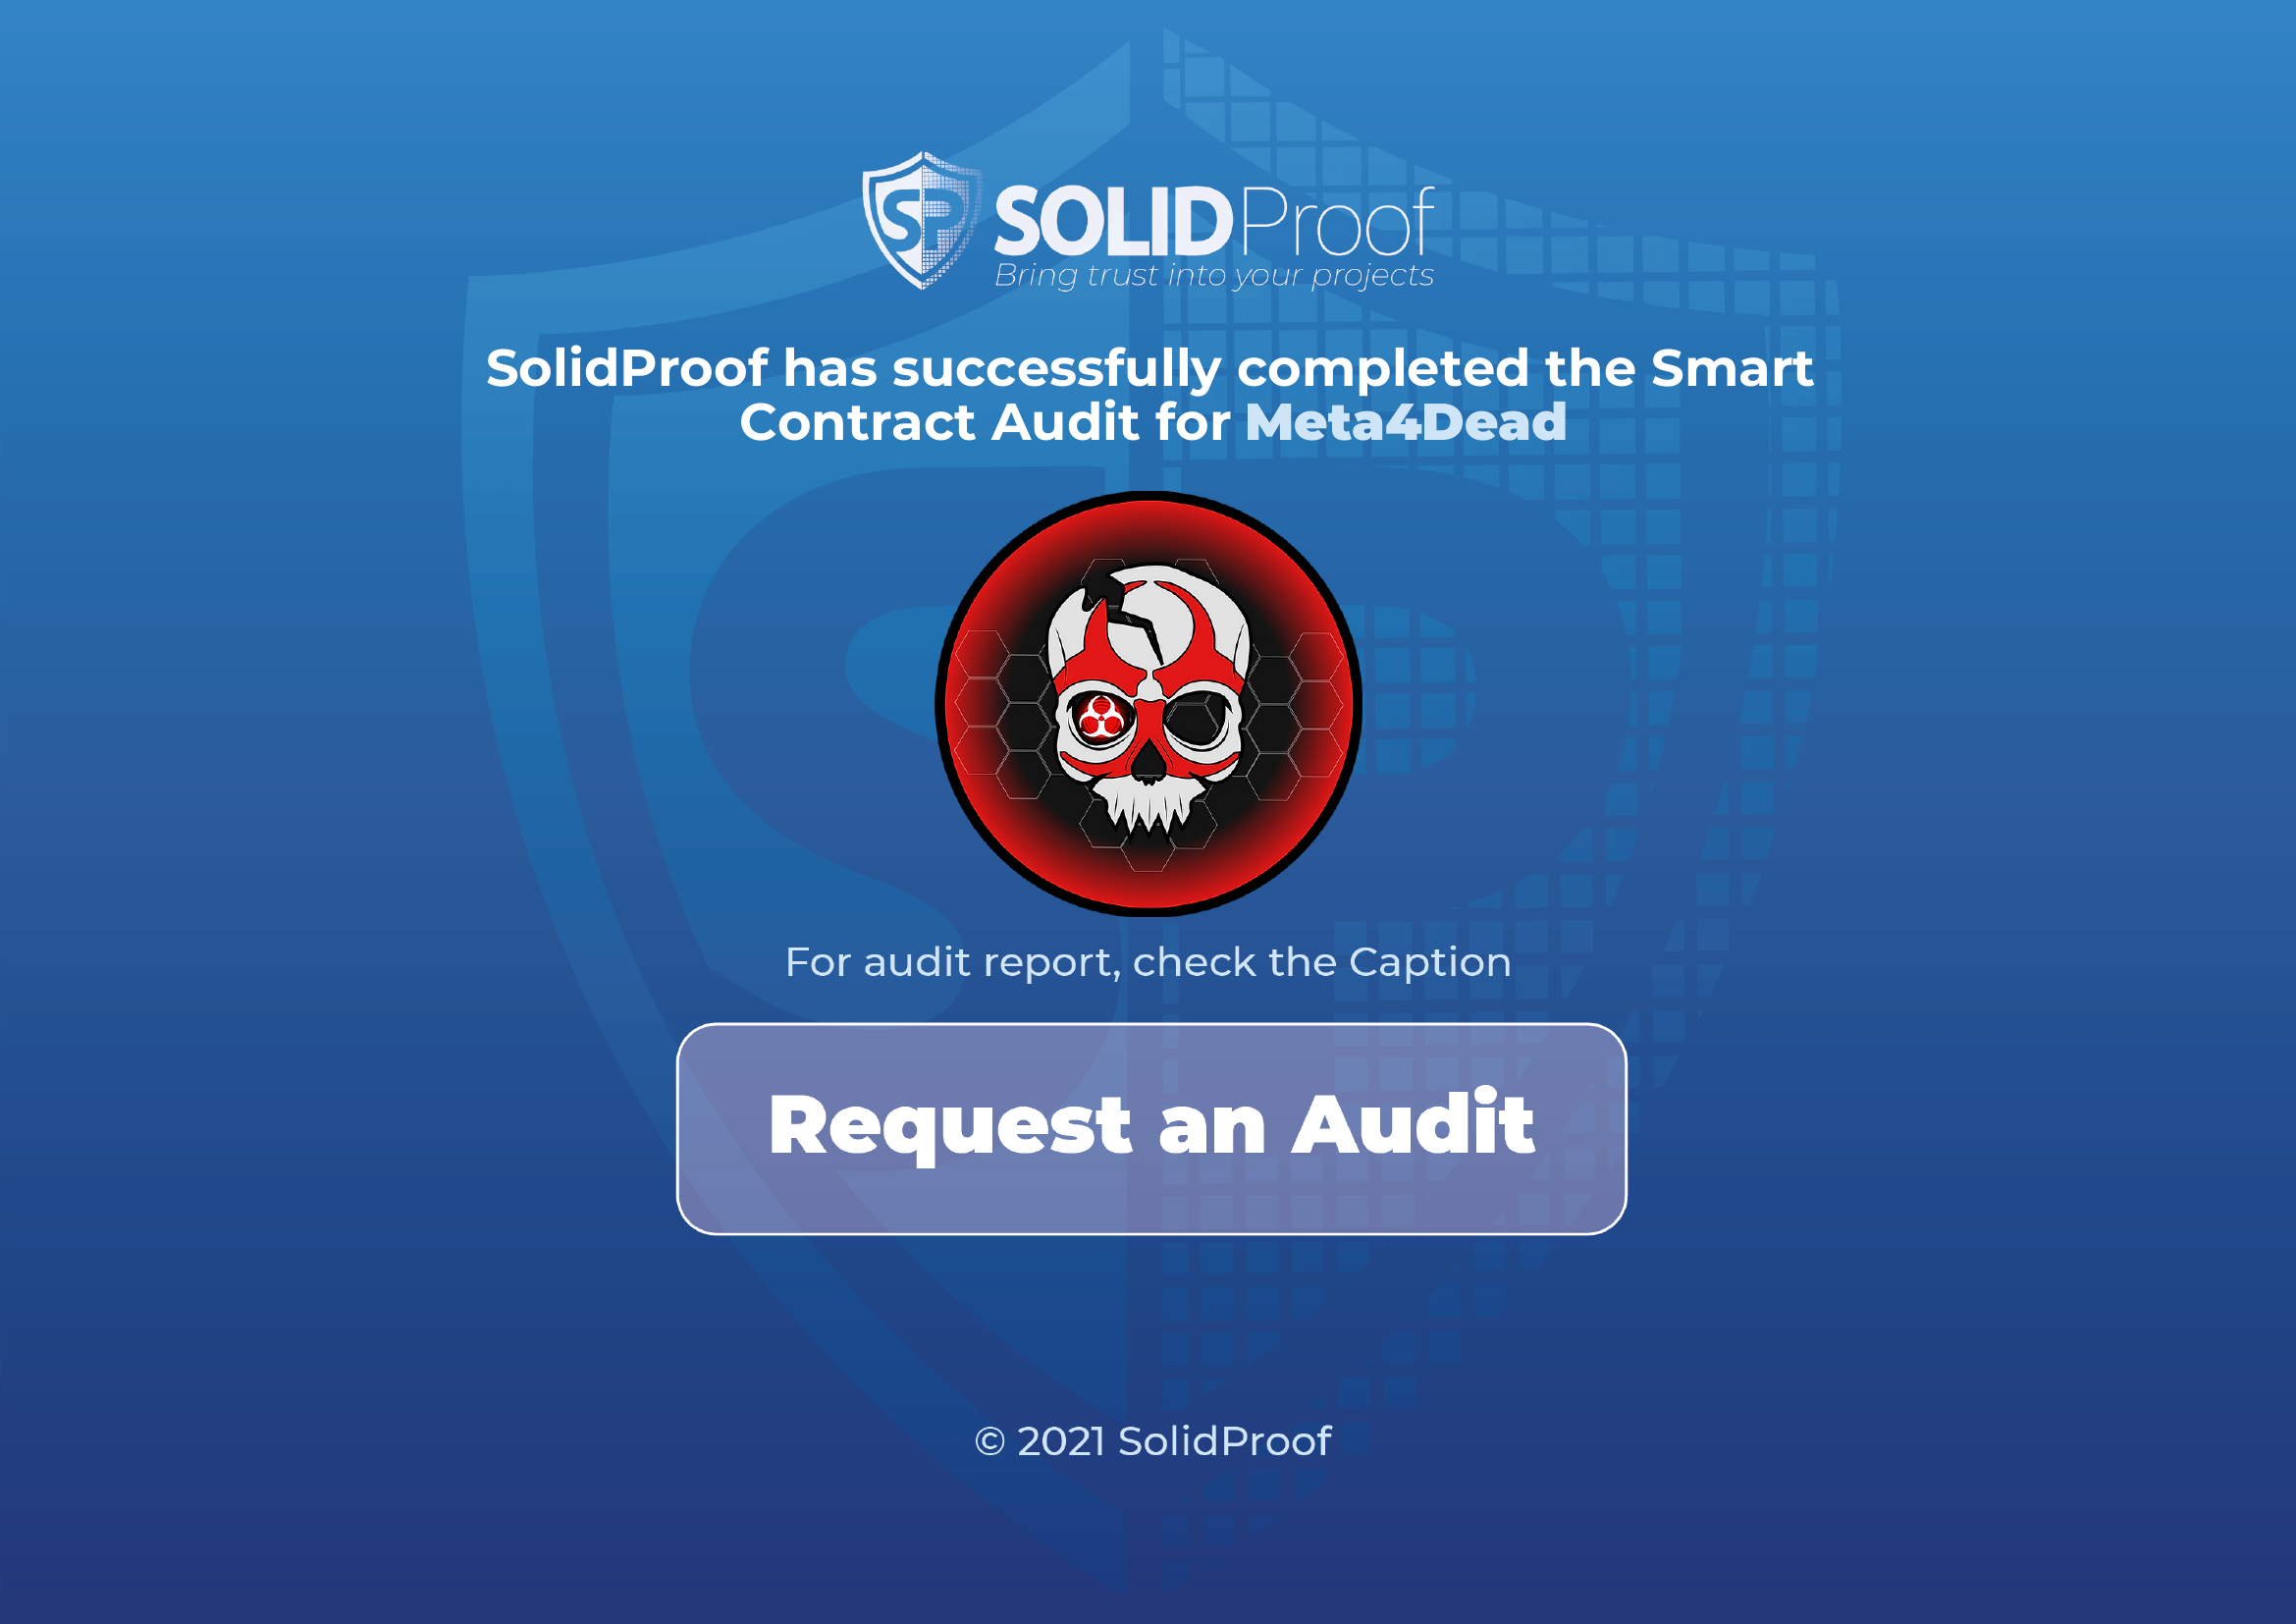 SP SOLIDProof
Bring trust into your projects
SolidProof has successfully completed the Smart
Contract Audit for Meta4Dead
For audit report, check the Caption
Request an Audit
© 2021 SolidProof